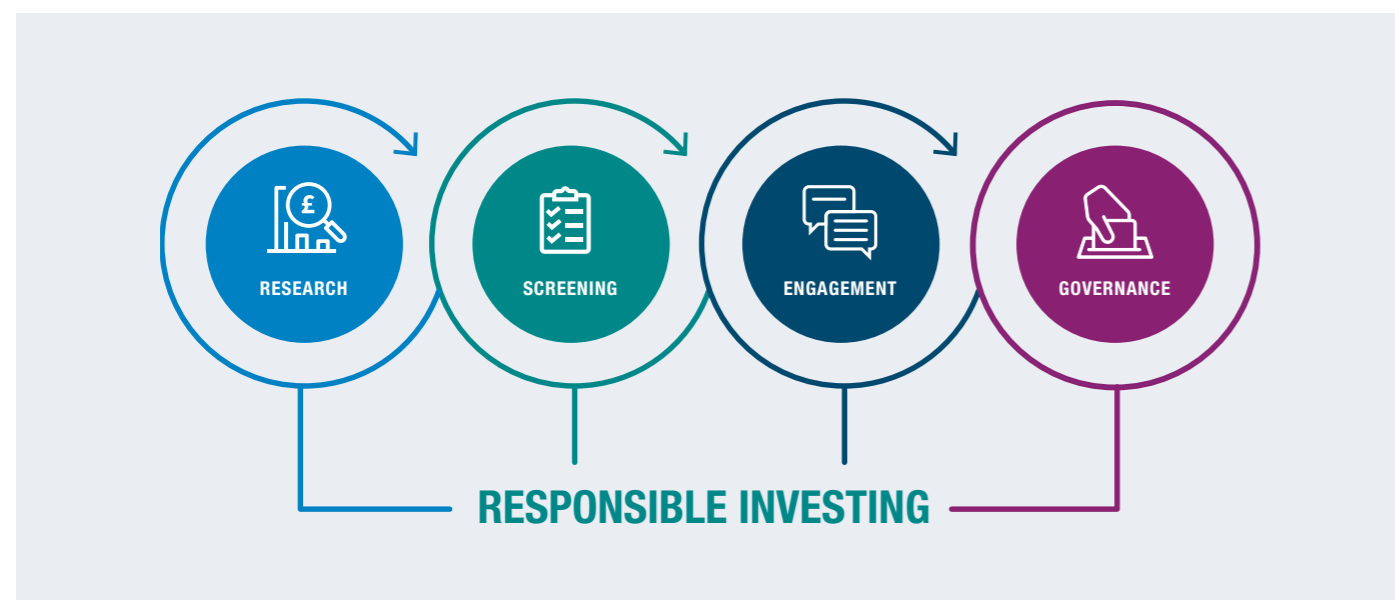 £
RESEARCH
SCREENING
ENGAGEMENT
GOVERNANCE
RESPONSIBLE INVESTING